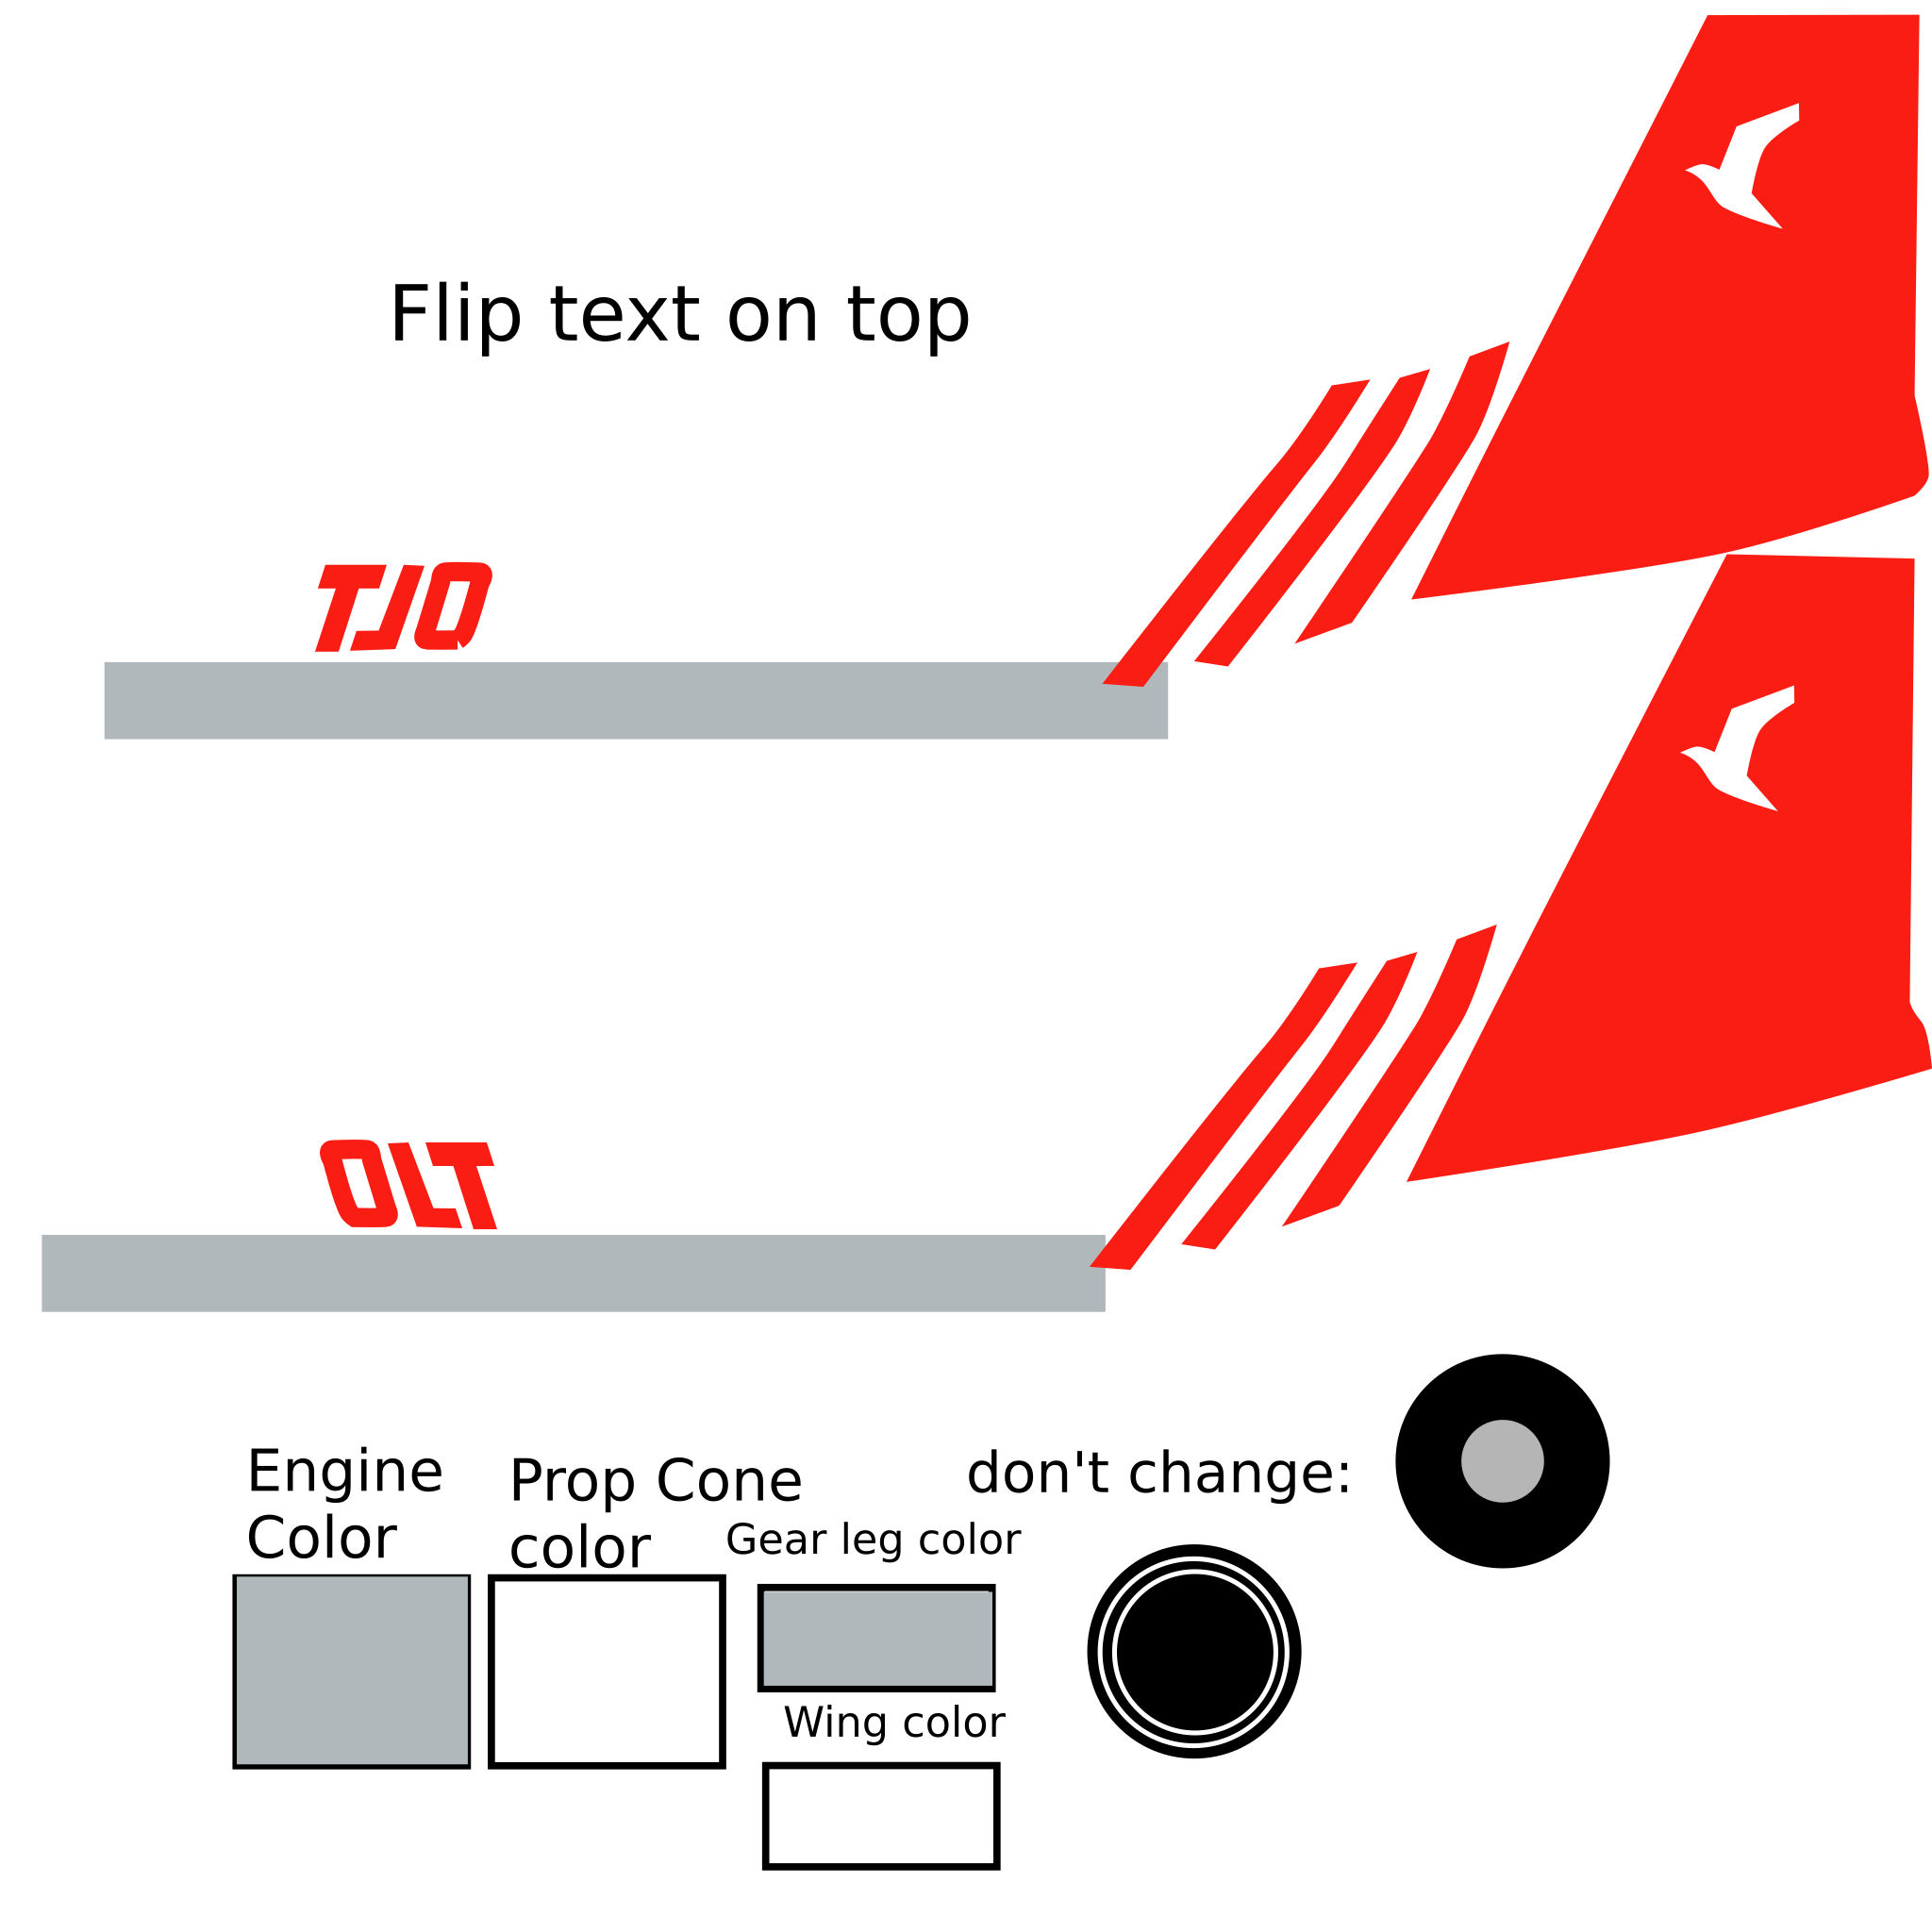 Flip text on top
TJO
OLT
Engine
Color
Prop Cone
color
don't change:
Gear leg color
Wing color